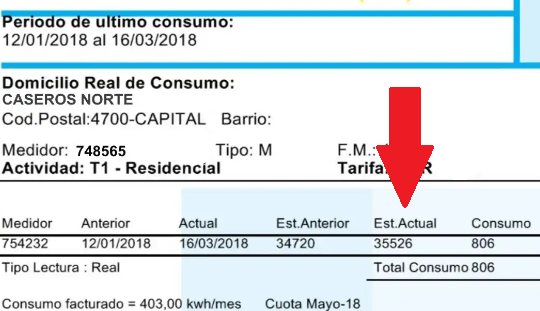 Periodo de ultimo consumo:
12/01/2018 al 16/03/2018
Domicilio Real de Consumo:
CASEROS NORTE
Cod.Postal:4700-CAPITAL Barrio:
Medidor: 748565 Tipo: M F.M.:
Actividad: T1 - Residencial Tarifa: R
Medidor Anterior Actual Est.Anterior Est.Actual Consumo
754232 12/01/2018 16/03/2018 34720 35526 806
Tipo Lectura : Real Total Consumo 806
Consumo facturado = 403,00 kwh/mes Cuota Mayo-18